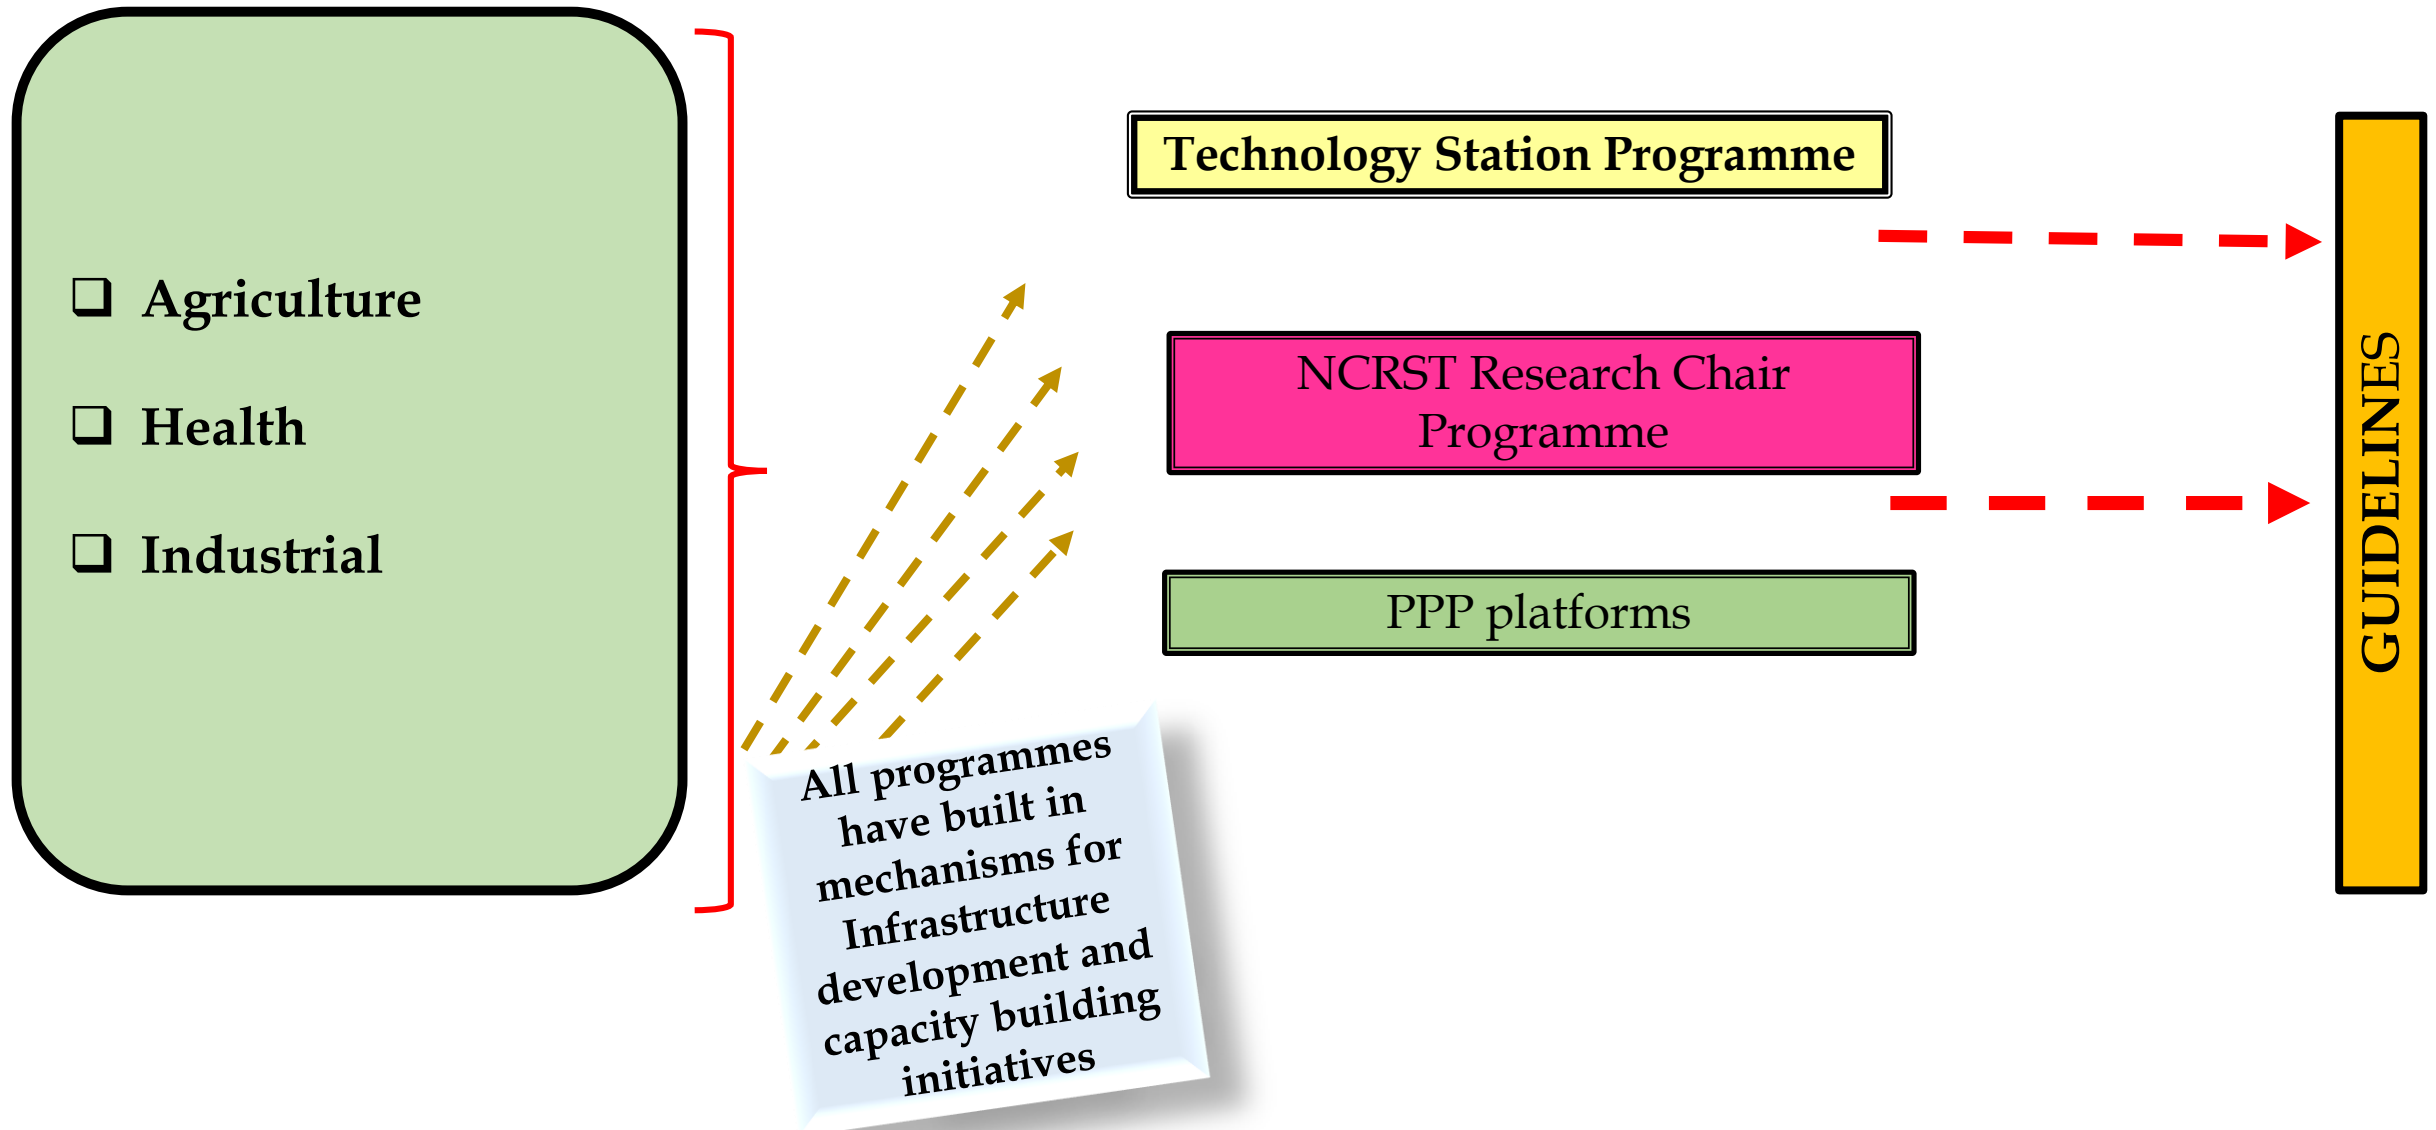 Agriculture
Health
Industrial
Technology Station Programme
NCRST Research Chair
Programme
PPP platforms
All programmes
have built in
mechanisms for
Infrastructure
development and
capacity building
initiatives
GUIDELINES